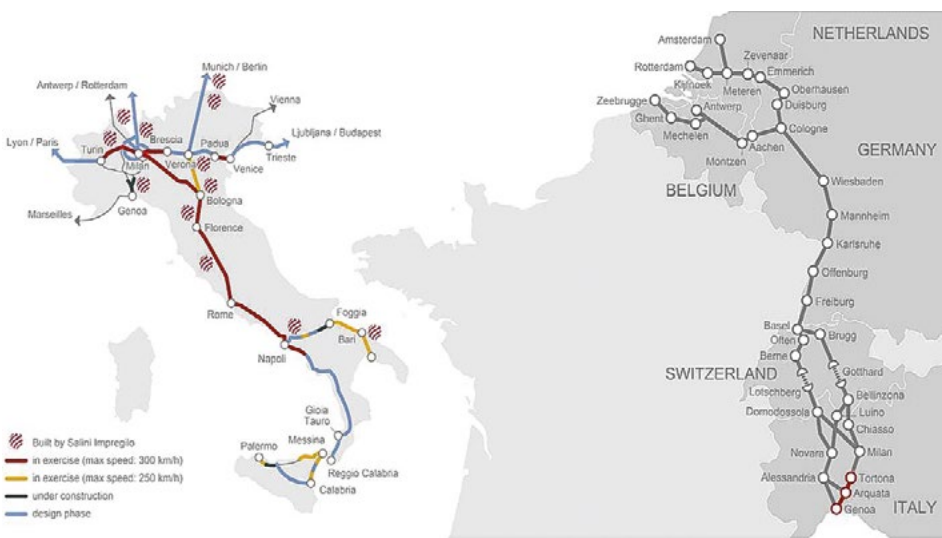 Munich / Berlin
Antwerp / Rotterdam
Vienna
Lyon / Paris
Turin
Milan
Brescia
Verona
Padua
Venice
Ljubljana / Budapest
Trieste
Marseilles
Genoa
Bologna
Florence
Rome
Napoli
Foggia
Bari
Gioia
Tauro
Palermo
Messina
Reggio Calabria
Calabria
Built by Salini Impregilo
in exercise (max speed: 300 km/h)
in exercise (max speed: 250 km/h)
under construction
design phase
NETHERLANDS
Amsterdam
Rotterdam
Zevenaar
Emmerich
Kijfhoek
Meteren
Oberhausen
Zeebrugge
Antwerp
Duisburg
Ghent
Mechelen
Cologne
Aachen
Montzen
GERMANY
BELGIUM
Wiesbaden
Mannheim
Karlsruhe
Offenburg
Freiburg
Basel
Olten
Brugg
Berne
SWITZERLAND
Gotthard
Lotschberg
Bellinzona
Domodossola
Luino
Chiasso
Novara
Milan
Alessandria
Tortona
Arquata
Genoa
ITALY